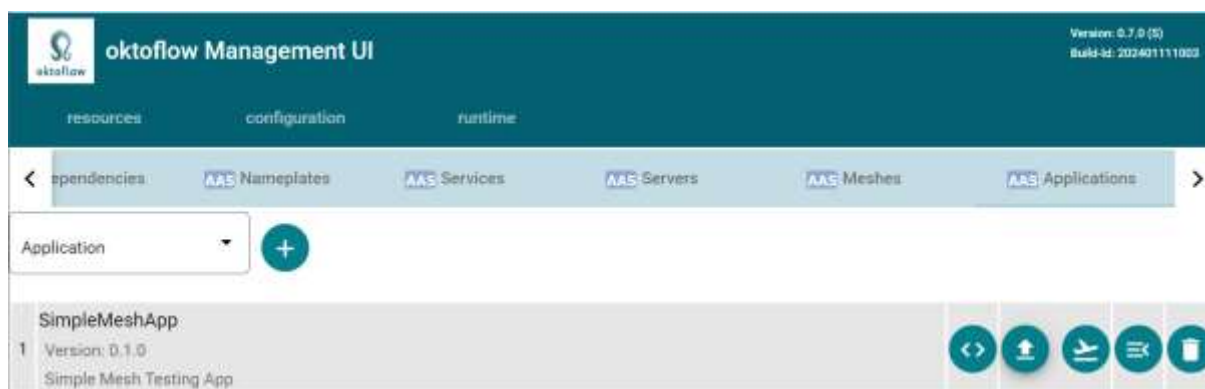 oktoflow Management UI
Version: 0.7.0 (S)
Build-Id: 202401111003
oktoflow
resources configuration runtime
ependencies AAS Nameplates AAS Services AAS Servers AAS Meshes AAS Applications
Application
SimpleMeshApp
1 Version: 0.1.0
Simple Mesh Testing App